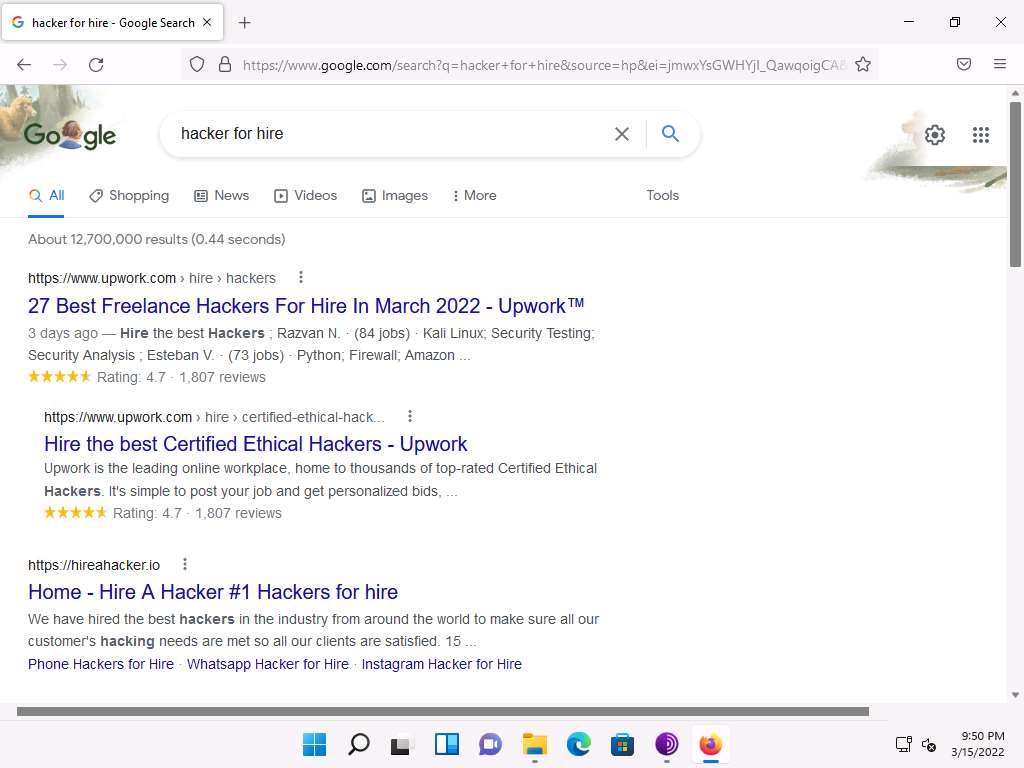 hacker for hire - Google Search
https://www.google.com/search?q=hacker+for+hire&source=hp&ei=jmwxYsGWHYjI_QawqoigCA&
Google
hacker for hire
All Shopping News Videos Images More Tools
About 12,700,000 results (0.44 seconds)
https://www.upwork.com › hire › hackers
27 Best Freelance Hackers For Hire In March 2022 - Upwork™
3 days ago — Hire the best Hackers ; Razvan N. · (84 jobs) · Kali Linux; Security Testing;
Security Analysis ; Esteban V. · (73 jobs) · Python; Firewall; Amazon ...
Rating: 4.7 · 1,807 reviews
https://www.upwork.com › hire › certified-ethical-hack...
Hire the best Certified Ethical Hackers - Upwork
Upwork is the leading online workplace, home to thousands of top-rated Certified Ethical
Hackers. It's simple to post your job and get personalized bids, ...
Rating: 4.7 · 1,807 reviews
https://hireahacker.io
Home - Hire A Hacker #1 Hackers for hire
We have hired the best hackers in the industry from around the world to make sure all our
customer's hacking needs are met so all our clients are satisfied. 15 ...
Phone Hackers for Hire · Whatsapp Hacker for Hire · Instagram Hacker for Hire
9:50 PM
3/15/2022